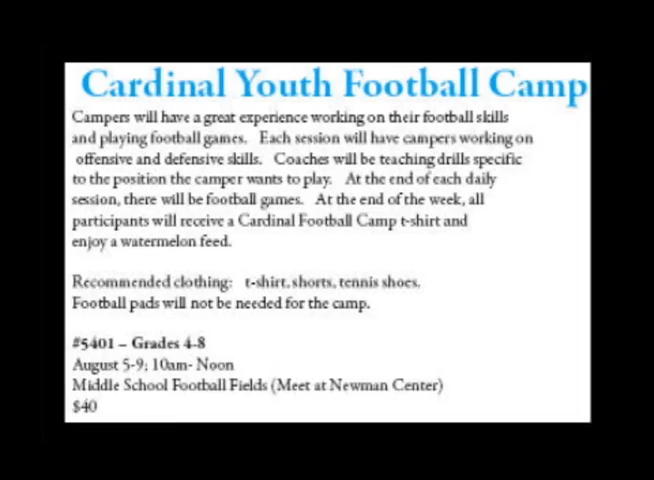 Cardinal Youth Football Camp
Campers will have a great experience working on their football skills
and playing football games. Each session will have campers working on
offensive and defensive skills. Coaches will be teaching drills specific
to the position the camper wants to play. At the end of each daily
session, there will be football games. At the end of the week, all
participants will receive a Cardinal Football Camp t-shirt and
enjoy a watermelon feed.
Recommended clothing: t-shirt, shorts, tennis shoes.
Football pads will not be needed for the camp.
#5401 – Grades 4-8
August 5-9; 10am- Noon
Middle School Football Fields (Meet at Newman Center)
$40